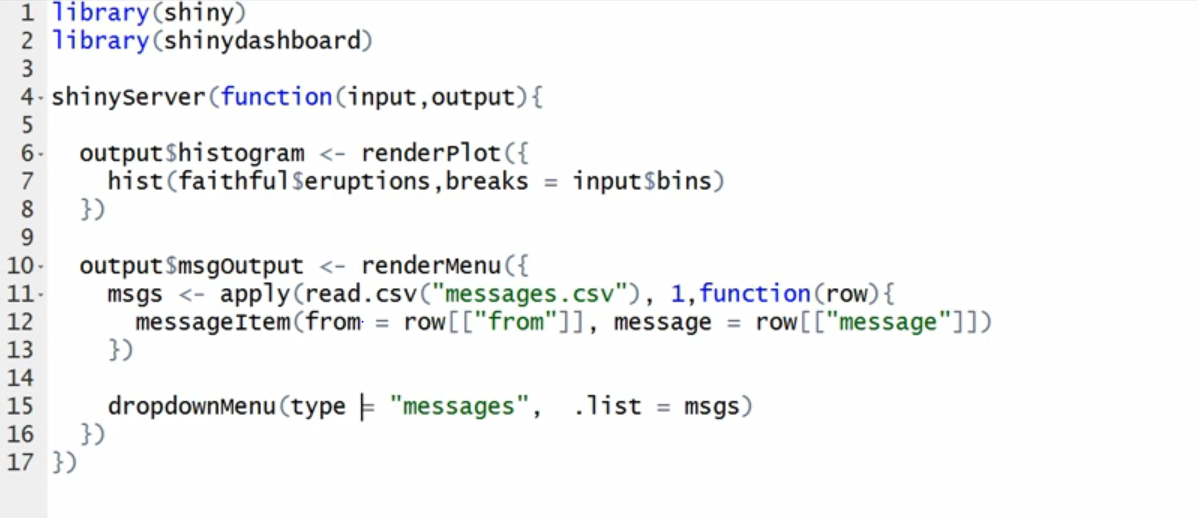 1 library(shiny)
2 library(shinydashboard)
3
4 shinyServer(function(input,output){
5
6   output$histogram <- renderPlot({
7     hist(faithful$eruptions,breaks = input$bins)
8   })
9
10   output$msgOutput <- renderMenu({
11     msgs <- apply(read.csv("messages.csv"), 1,function(row){
12       messageItem(from = row[["from"]], message = row[["message"]])
13     })
14
15     dropdownMenu(type = "messages",  .list = msgs)
16   })
17 })